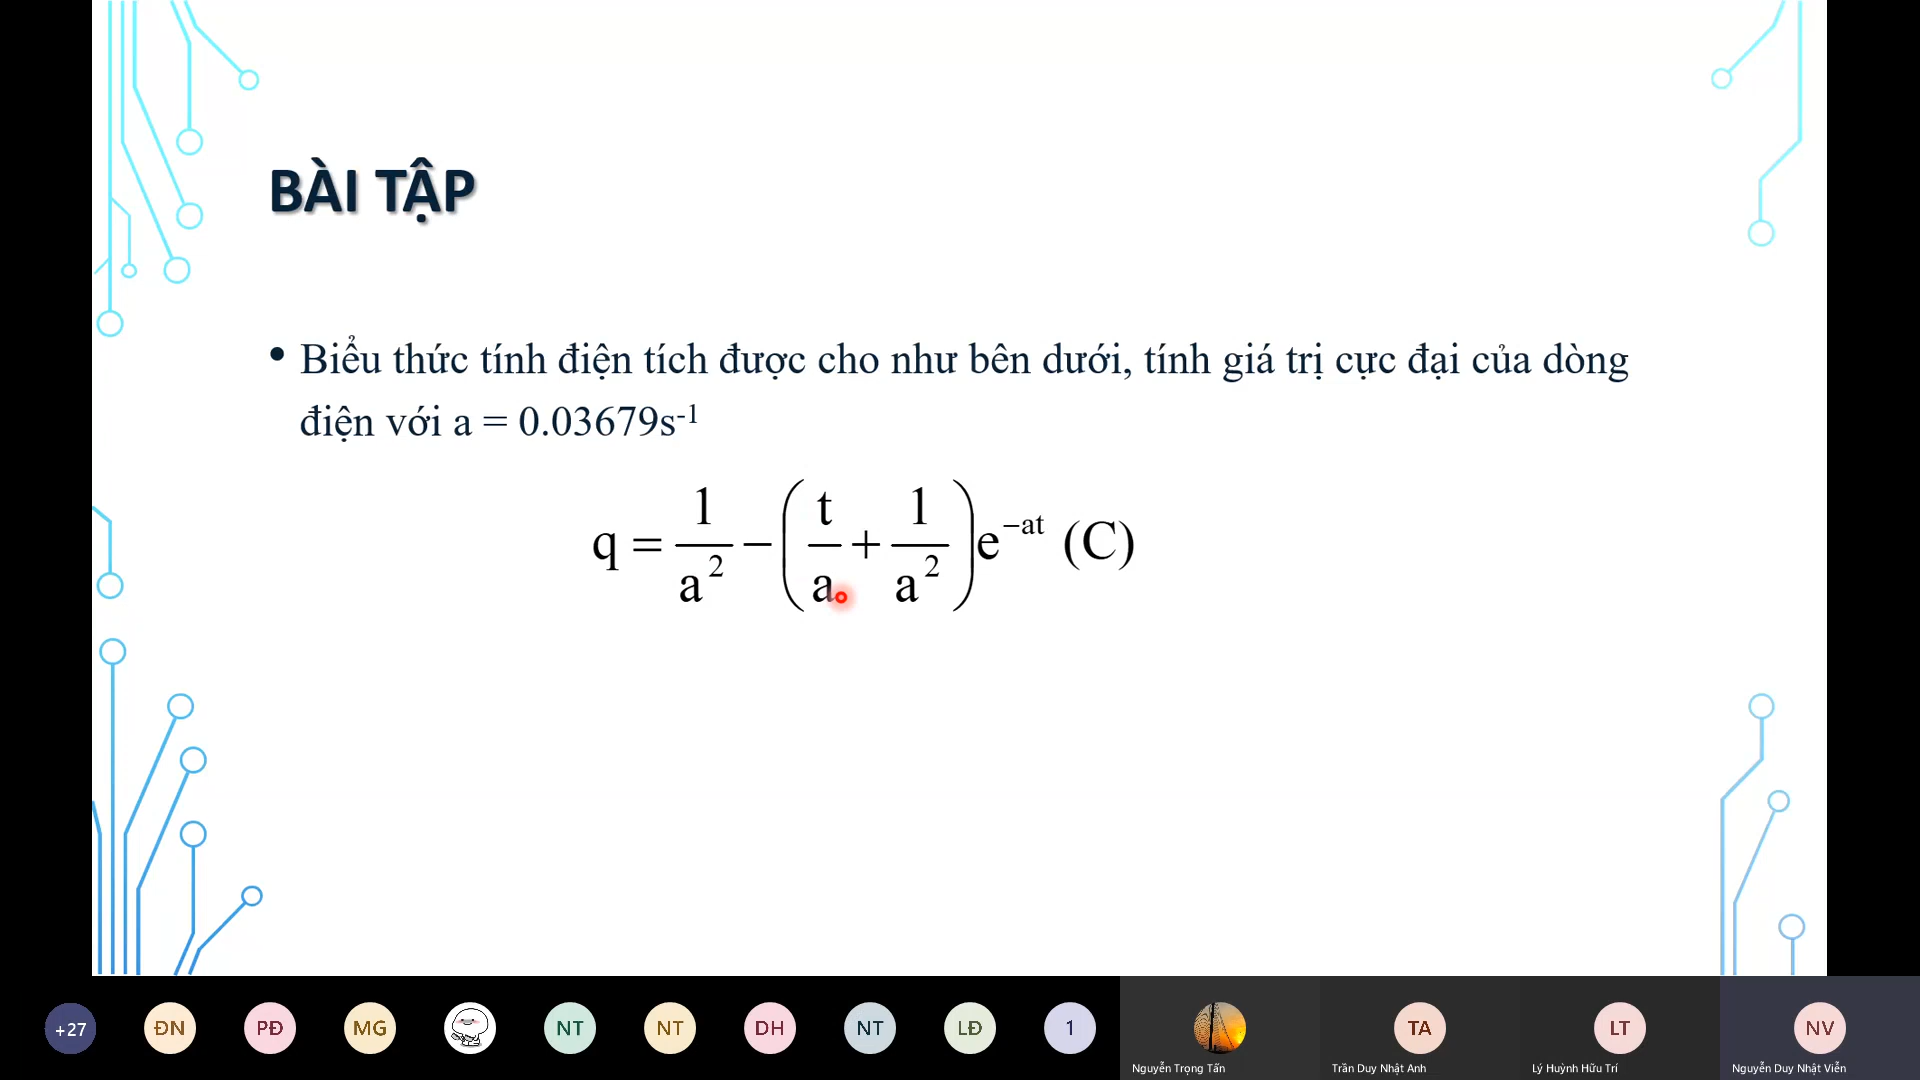 BÀI TẬP
• Biểu thức tính điện tích được cho như bên dưới, tính giá trị cực đại của dòng
điện với a = 0.03679s⁻¹
q = 1/a² − (t/a + 1/a²)e^(−at) (C)
+27 ĐN PĐ MG NT NT DH NT LĐ 1 TA LT NV
Nguyễn Trọng Tấn Trần Duy Nhật Anh Lý Huỳnh Hữu Trí Nguyễn Duy Nhật Viễn